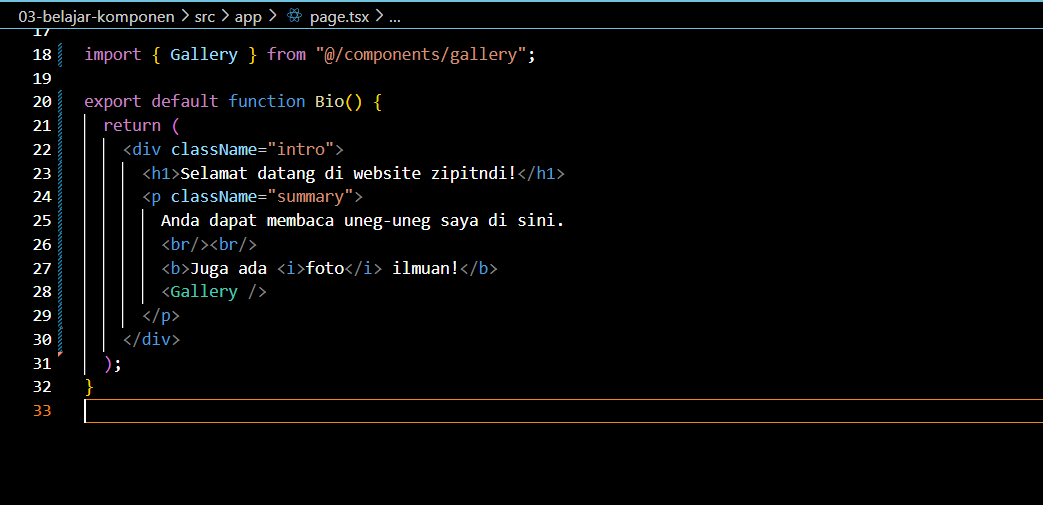 03-belajar-komponen > src > app > page.tsx > ...
17
18 import { Gallery } from "@/components/gallery";
19
20 export default function Bio() {
21 return (
22 <div className="intro">
23 <h1>Selamat datang di website zipitndi!</h1>
24 <p className="summary">
25 Anda dapat membaca uneg-uneg saya di sini.
26 <br/><br/>
27 <b>Juga ada <i>foto</i> ilmuan!</b>
28 <Gallery />
29 </p>
30 </div>
31 );
32 }
33